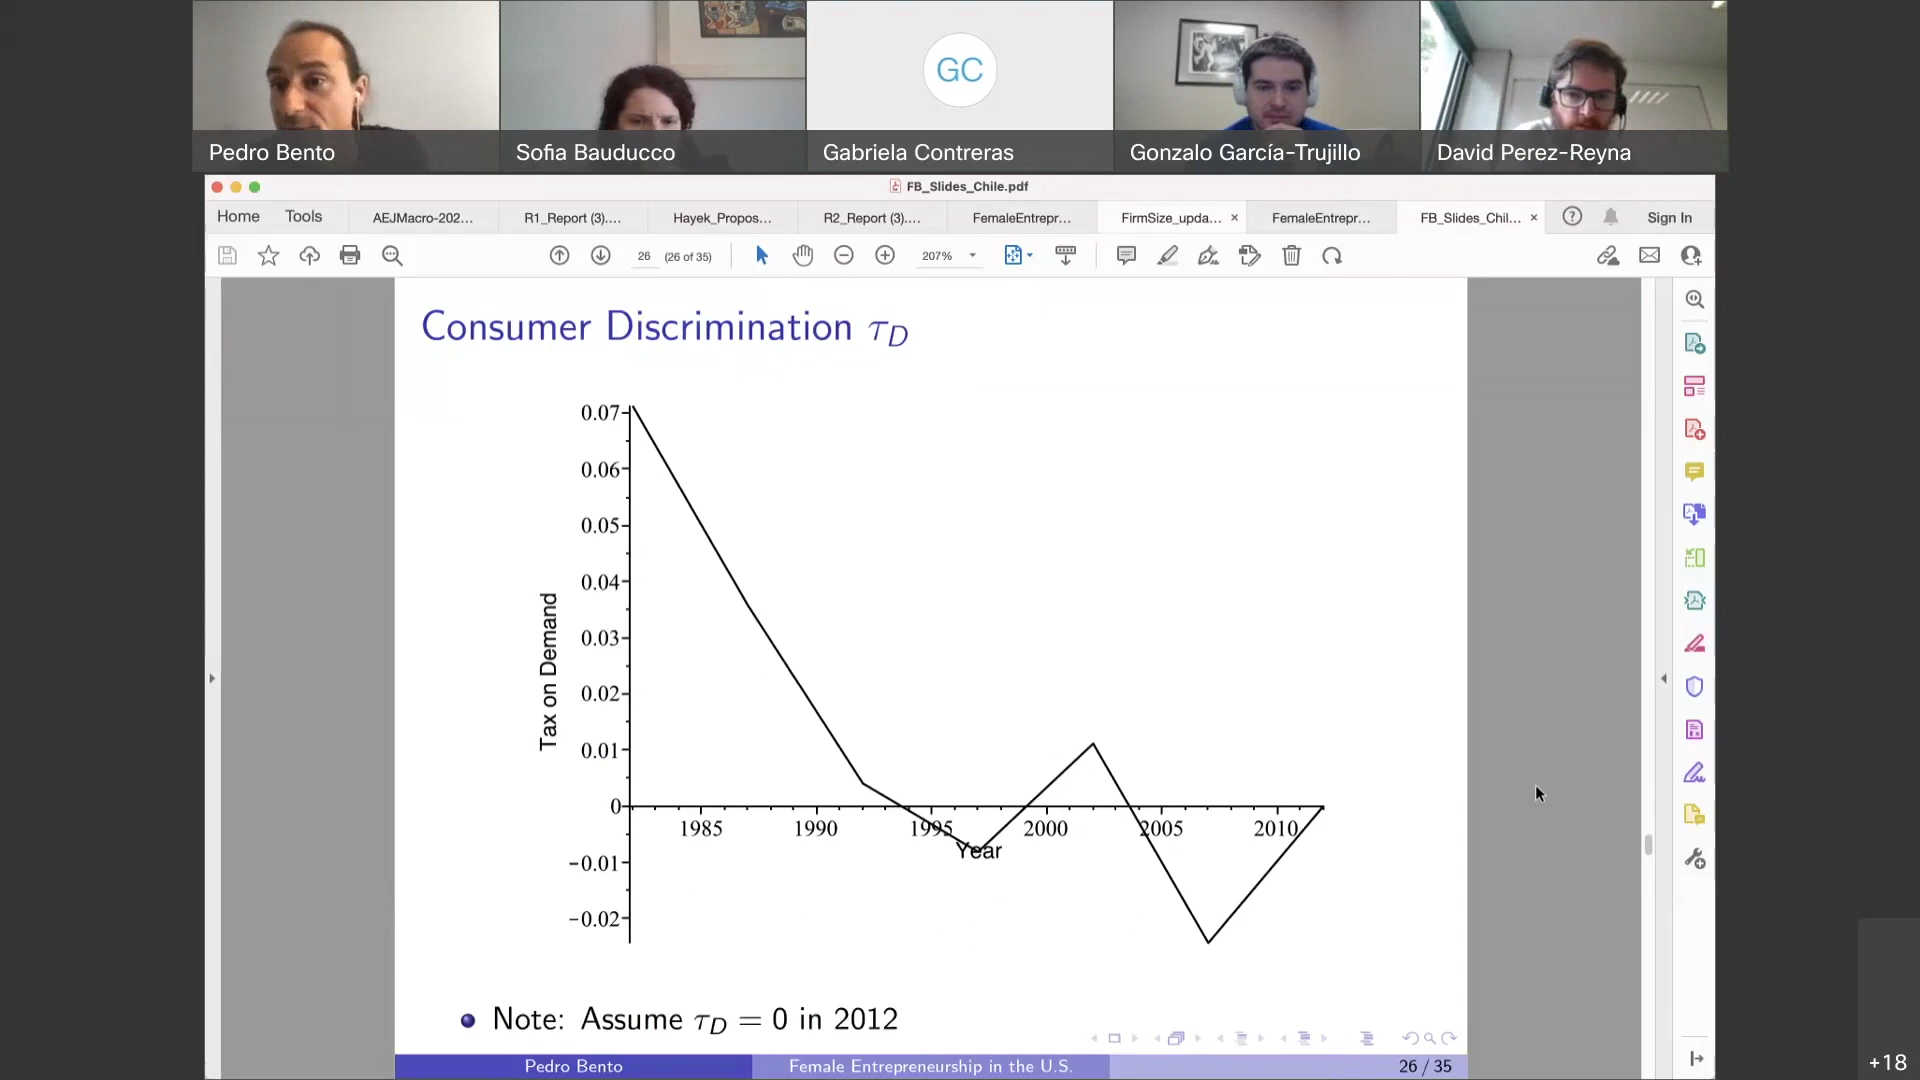 GC
Pedro Bento
Sofia Bauducco
Gabriela Contreras
Gonzalo García-Trujillo
David Perez-Reyna
FB_Slides_Chile.pdf
Home Tools AEJMacro-202... R1_Report (3).... Hayek_Propos... R2_Report (3).... FemaleEntrepr... FirmSize_upda... × FemaleEntrepr... FB_Slides_Chil... × Sign In
26 (26 of 35) 207%
Consumer Discrimination τD
0.07
0.06
0.05
0.04
0.03
0.02
0.01
0
−0.01
−0.02
Tax on Demand
1985 1990 1995 2000 2005 2010
Year
Note: Assume τD = 0 in 2012
Pedro Bento Female Entrepreneurship in the U.S. 26 / 35
+18